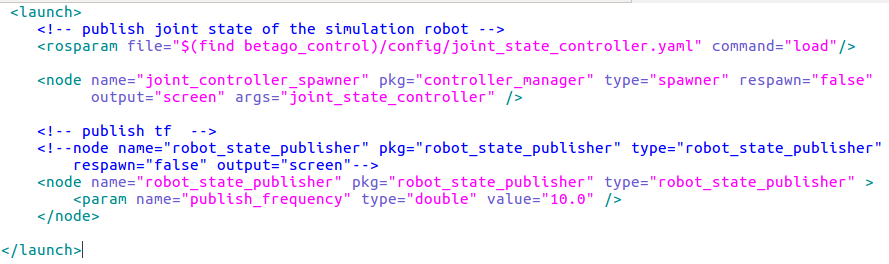 <launch>
<!-- publish joint state of the simulation robot -->
<rosparam file="$(find betago_control)/config/joint_state_controller.yaml" command="load"/>
<node name="joint_controller_spawner" pkg="controller_manager" type="spawner" respawn="false"
output="screen" args="joint_state_controller" />
<!-- publish tf  -->
<!--node name="robot_state_publisher" pkg="robot_state_publisher" type="robot_state_publisher"
respawn="false" output="screen"-->
<node name="robot_state_publisher" pkg="robot_state_publisher" type="robot_state_publisher" >
<param name="publish_frequency" type="double" value="10.0" />
</node>
</launch>